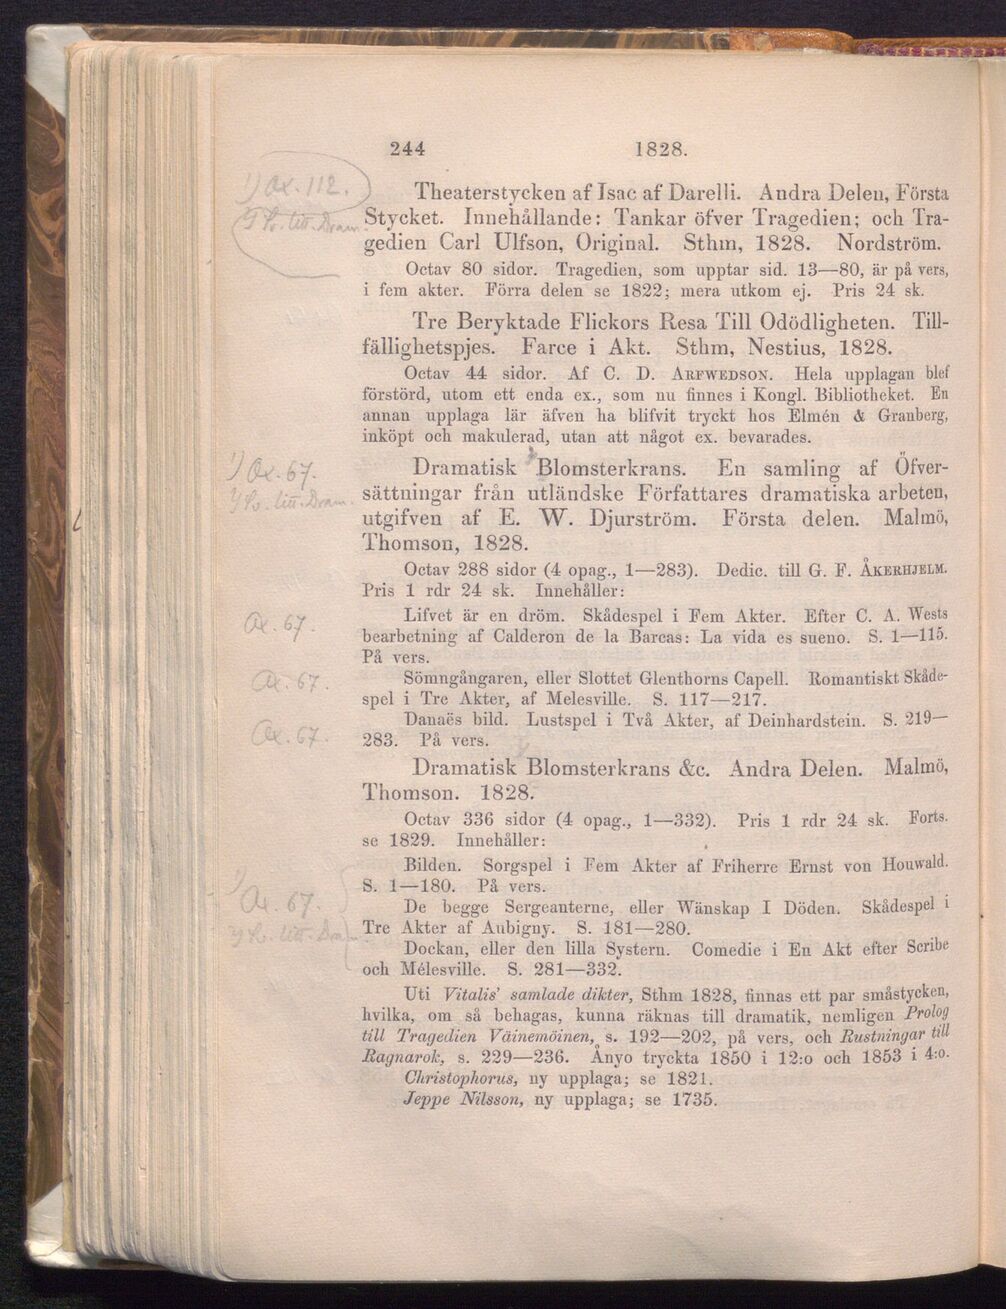 244 1828.
1) Ox. 112.
Theaterstycken af Isac af Darelli. Andra Delen, Första
Stycket. Innehållande: Tankar öfver Tragedien; och Tra-
gedien Carl Ulfson, Original. Sthm, 1828. Nordström.
Octav 80 sidor. Tragedien, som upptar sid. 13—80, är på vers,
i fem akter. Förra delen se 1822; mera utkom ej. Pris 24 sk.
Tre Beryktade Flickors Resa Till Odödligheten. Till-
fällighetspjes. Farce i Akt. Sthm, Nestius, 1828.
Octav 44 sidor. Af C. D. Arfwedson. Hela upplagan blef
förstörd, utom ett enda ex., som nu finnes i Kongl. Bibliotheket. En
annan upplaga lär äfven ha blifvit tryckt hos Elmén & Granberg,
inköpt och makulerad, utan att något ex. bevarades.
1) Ox. 67.
Dramatisk Blomsterkrans. En samling af Öfver-
sättningar från utländske Författares dramatiska arbeten,
utgifven af E. W. Djurström. Första delen. Malmö,
Thomson, 1828.
Octav 288 sidor (4 opag., 1—283). Dedic. till G. F. Åkerhjelm.
Pris 1 rdr 24 sk. Innehåller:
Ox. 67.
Lifvet är en dröm. Skådespel i Fem Akter. Efter C. A. Wests
bearbetning af Calderon de la Barcas: La vida es sueno. S. 1—115.
På vers.
Ox. 67.
Sömngångaren, eller Slottet Glenthorns Capell. Romantiskt Skåde-
spel i Tre Akter, af Melesville. S. 117—217.
Ox. 67.
Danaës bild. Lustspel i Två Akter, af Deinhardstein. S. 219—
283. På vers.
Dramatisk Blomsterkrans &c. Andra Delen. Malmö,
Thomson. 1828.
Octav 336 sidor (4 opag., 1—332). Pris 1 rdr 24 sk. Forts.
se 1829. Innehåller:
Bilden. Sorgspel i Fem Akter af Friherre Ernst von Houwald.
S. 1—180. På vers.
1) Ox. 67.
De begge Sergeanterne, eller Wänskap I Döden. Skådespel i
Tre Akter af Aubigny. S. 181—280.
Dockan, eller den lilla Systern. Comedie i En Akt efter Scribe
och Mélesville. S. 281—332.
Uti Vitalis' samlade dikter, Sthm 1828, finnas ett par småstycken,
hvilka, om så behagas, kunna räknas till dramatik, nemligen Prolog
till Tragedien Väinemöinen, s. 192—202, på vers, och Rustningar till
Ragnarok, s. 229—236. Ånyo tryckta 1850 i 12:o och 1853 i 4:o.
Christophorus, ny upplaga; se 1821.
Jeppe Nilsson, ny upplaga; se 1735.